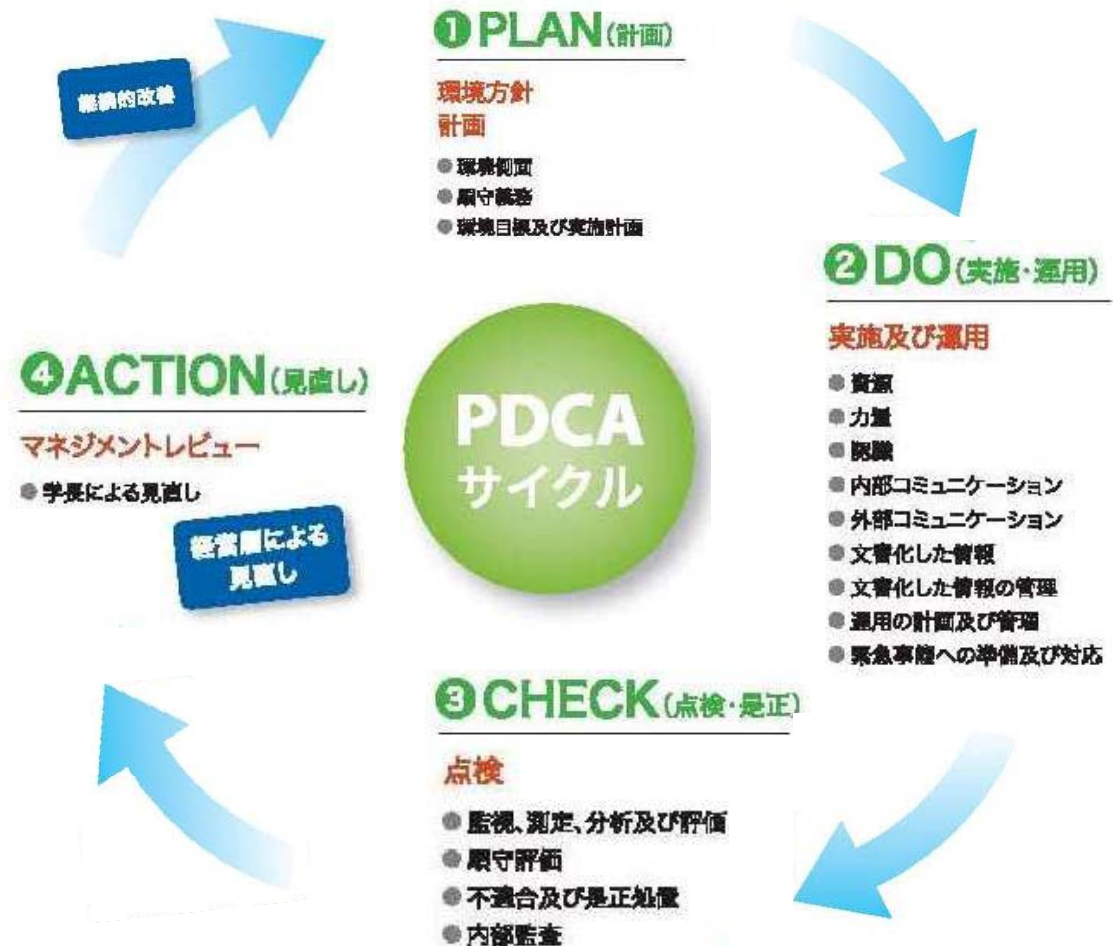 ❶PLAN(計画)
環境方針
計画
●環境側面
●順守義務
●環境目標及び実施計画
継続的改善
❷DO(実施・運用)
実施及び運用
●資源
●力量
●認識
●内部コミュニケーション
●外部コミュニケーション
●文書化した情報
●文書化した情報の管理
●運用の計画及び管理
●緊急事態への準備及び対応
❸CHECK(点検・是正)
点検
●監視、測定、分析及び評価
●順守評価
●不適合及び是正処置
●内部監査
❹ACTION(見直し)
マネジメントレビュー
●学長による見直し
経営層による
見直し
PDCA
サイクル